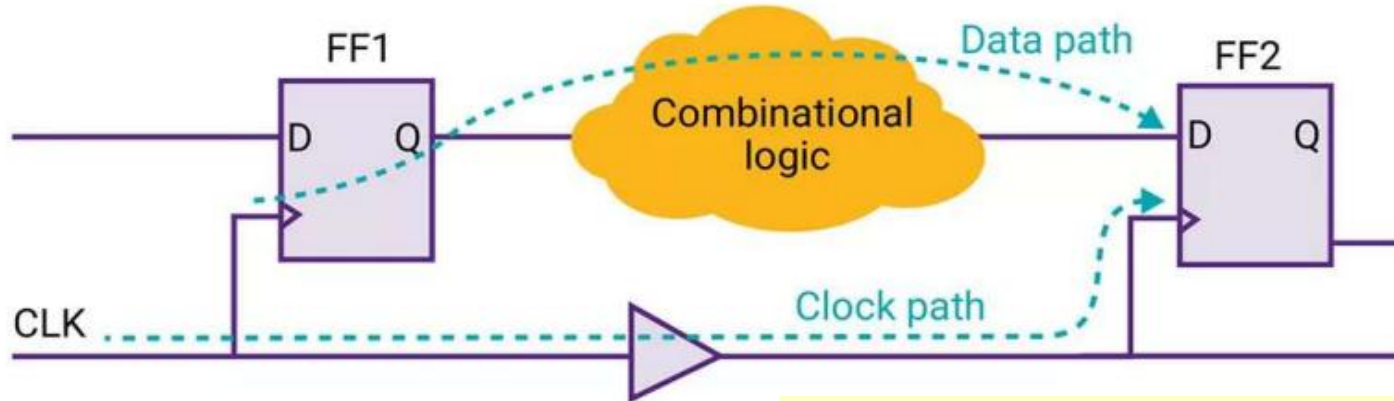 FF1
Data path
FF2
D
Q
Combinational
logic
D
Q
CLK
Clock path